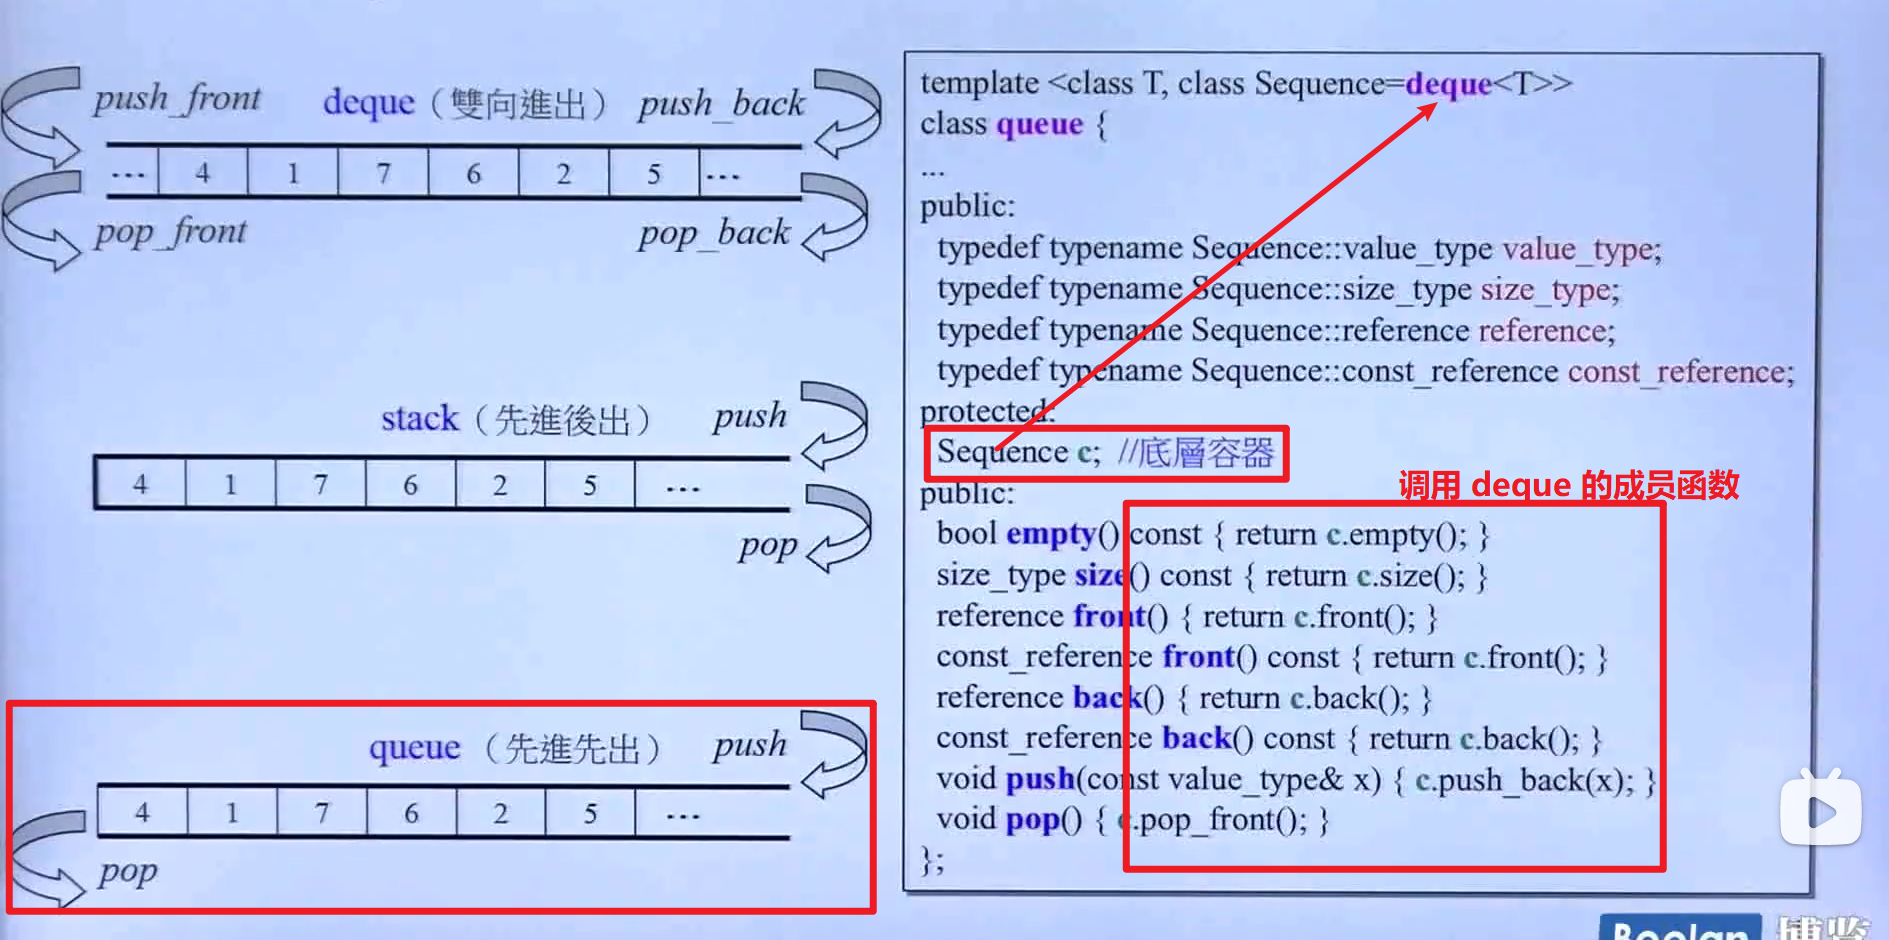 push_front deque（雙向進出） push_back
... 4 1 7 6 2 5 ...
pop_front pop_back
stack（先進後出） push
4 1 7 6 2 5 ...
pop
queue （先進先出） push
4 1 7 6 2 5 ...
pop
template <class T, class Sequence=deque<T>>
class queue {
...
public:
typedef typename Sequence::value_type value_type;
typedef typename Sequence::size_type size_type;
typedef typename Sequence::reference reference;
typedef typename Sequence::const_reference const_reference;
protected:
Sequence c; //底層容器
调用 deque 的成员函数
public:
bool empty() const { return c.empty(); }
size_type size() const { return c.size(); }
reference front() { return c.front(); }
const_reference front() const { return c.front(); }
reference back() { return c.back(); }
const_reference back() const { return c.back(); }
void push(const value_type& x) { c.push_back(x); }
void pop() { c.pop_front(); }
};
Boolan 博览